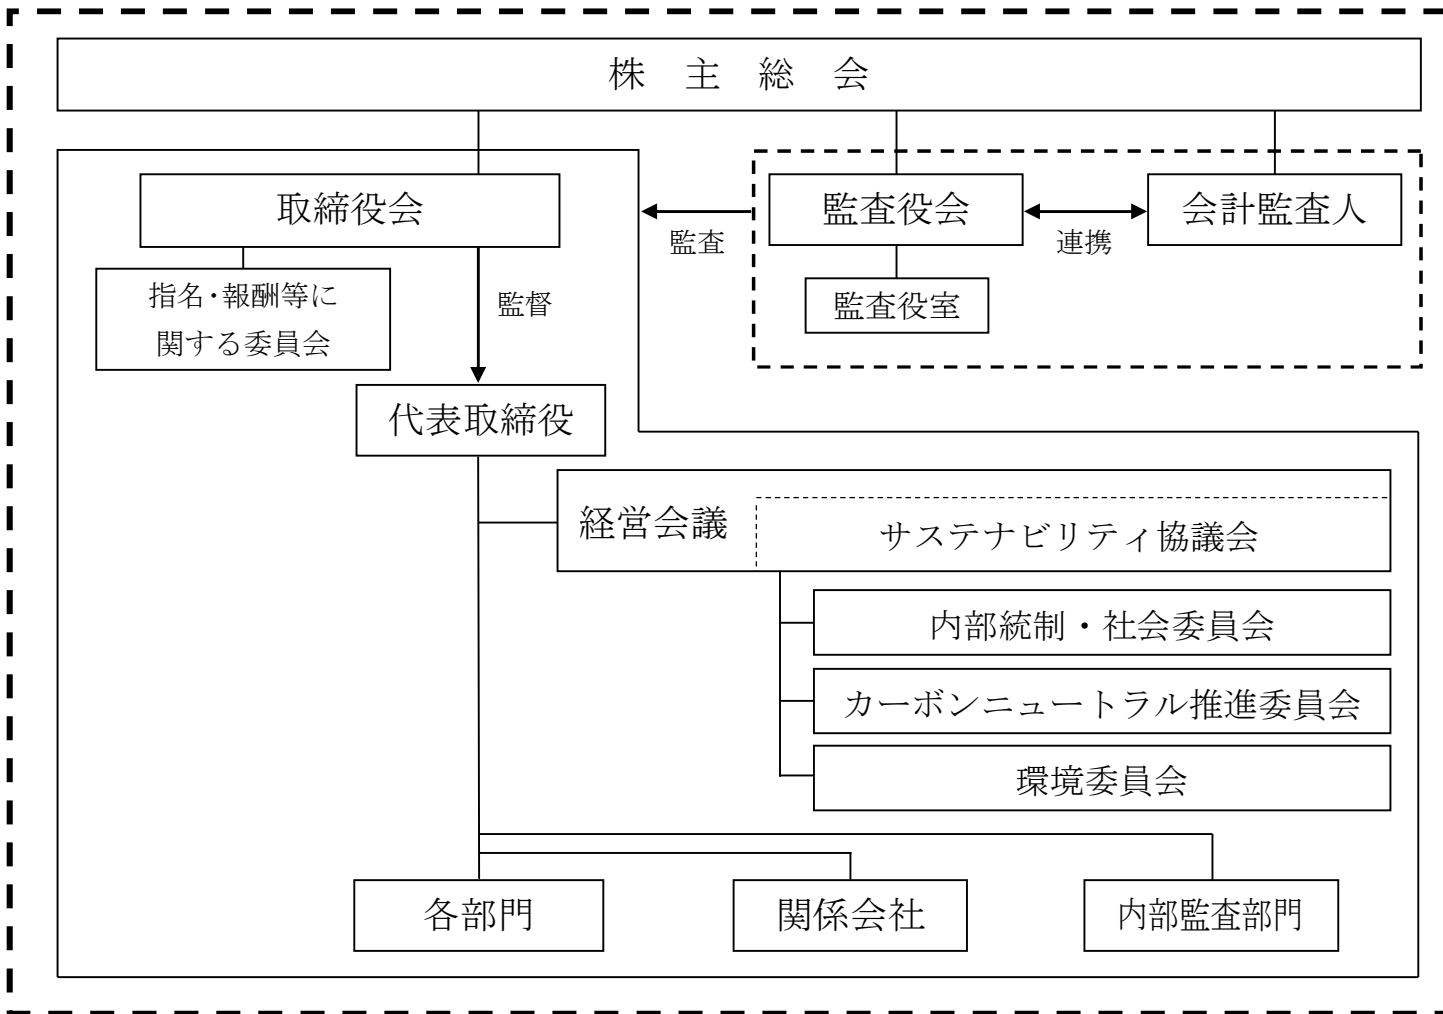 株 主 総 会
取締役会
監査役会
会計監査人
監査
連携
指名・報酬等に
関する委員会
監督
監査役室
代表取締役
経営会議
サステナビリティ協議会
内部統制・社会委員会
カーボンニュートラル推進委員会
環境委員会
各部門
関係会社
内部監査部門